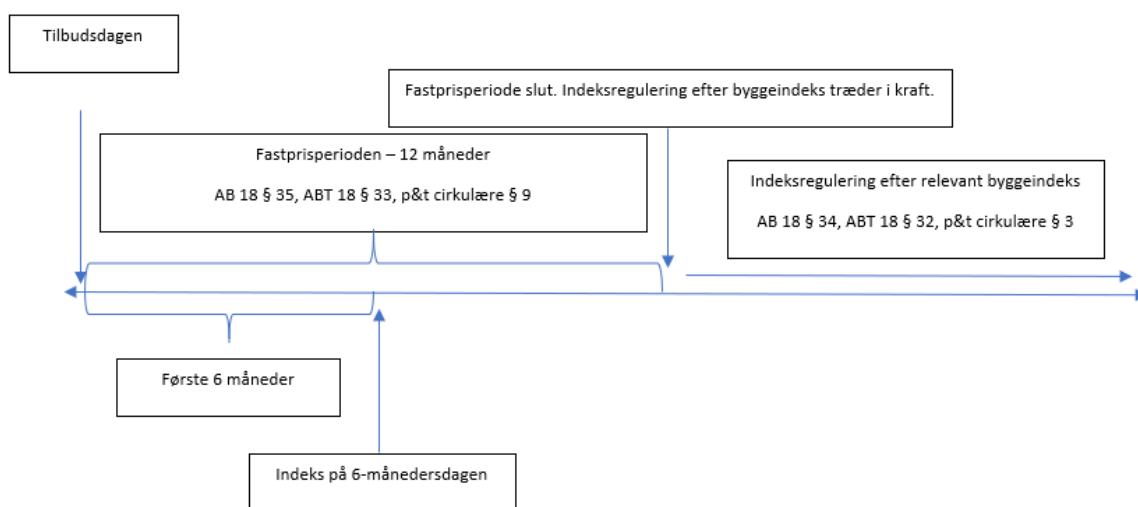 Tilbudsdagen
Fastprisperiode slut. Indeksregulering efter byggeindeks træder i kraft.
Fastprisperioden – 12 måneder
AB 18 § 35, ABT 18 § 33, p&t cirkulære § 9
Indeksregulering efter relevant byggeindeks
AB 18 § 34, ABT 18 § 32, p&t cirkulære § 3
Første 6 måneder
Indeks på 6-månedersdagen